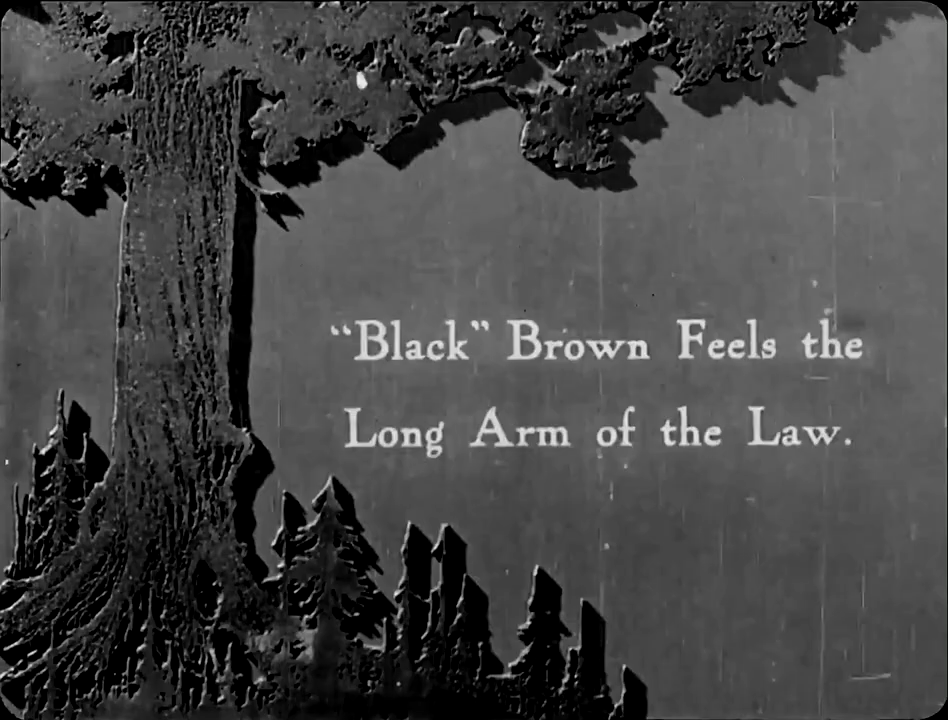 “Black” Brown Feels the
Long Arm of the Law.